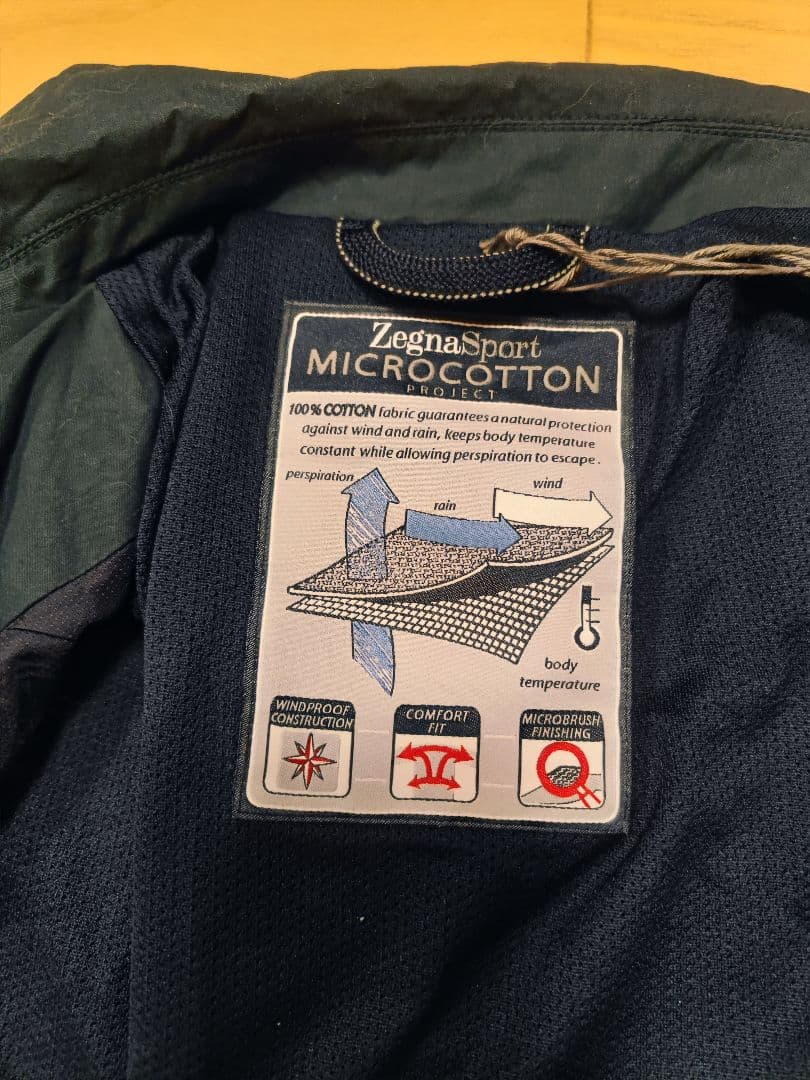 ZegnaSport
MICROCOTTON
PROJECT
100% COTTON fabric guarantees a natural protection
against wind and rain, keeps body temperature
constant while allowing perspiration to escape.
perspiration
rain
wind
body
temperature
WINDPROOF
CONSTRUCTION
COMFORT
FIT
MICROBRUSH
FINISHING